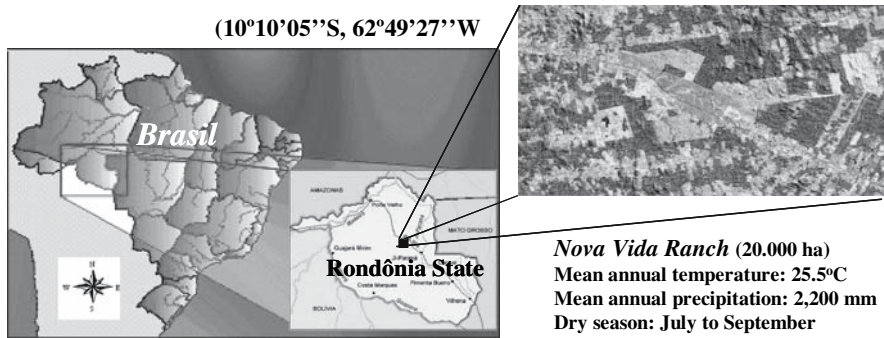 (10º10’05’’S, 62º49’27’’W
Brasil
N
W E
S
AMAZONAS
Porto Velho
MATO GROSSO
Guajará Mirim
Ji-Paraná
Rondônia State
Costa Marques
Pimenta Bueno
Vilhena
BOLÍVIA
Nova Vida Ranch (20.000 ha)
Mean annual temperature: 25.5ºC
Mean annual precipitation: 2,200 mm
Dry season: July to September